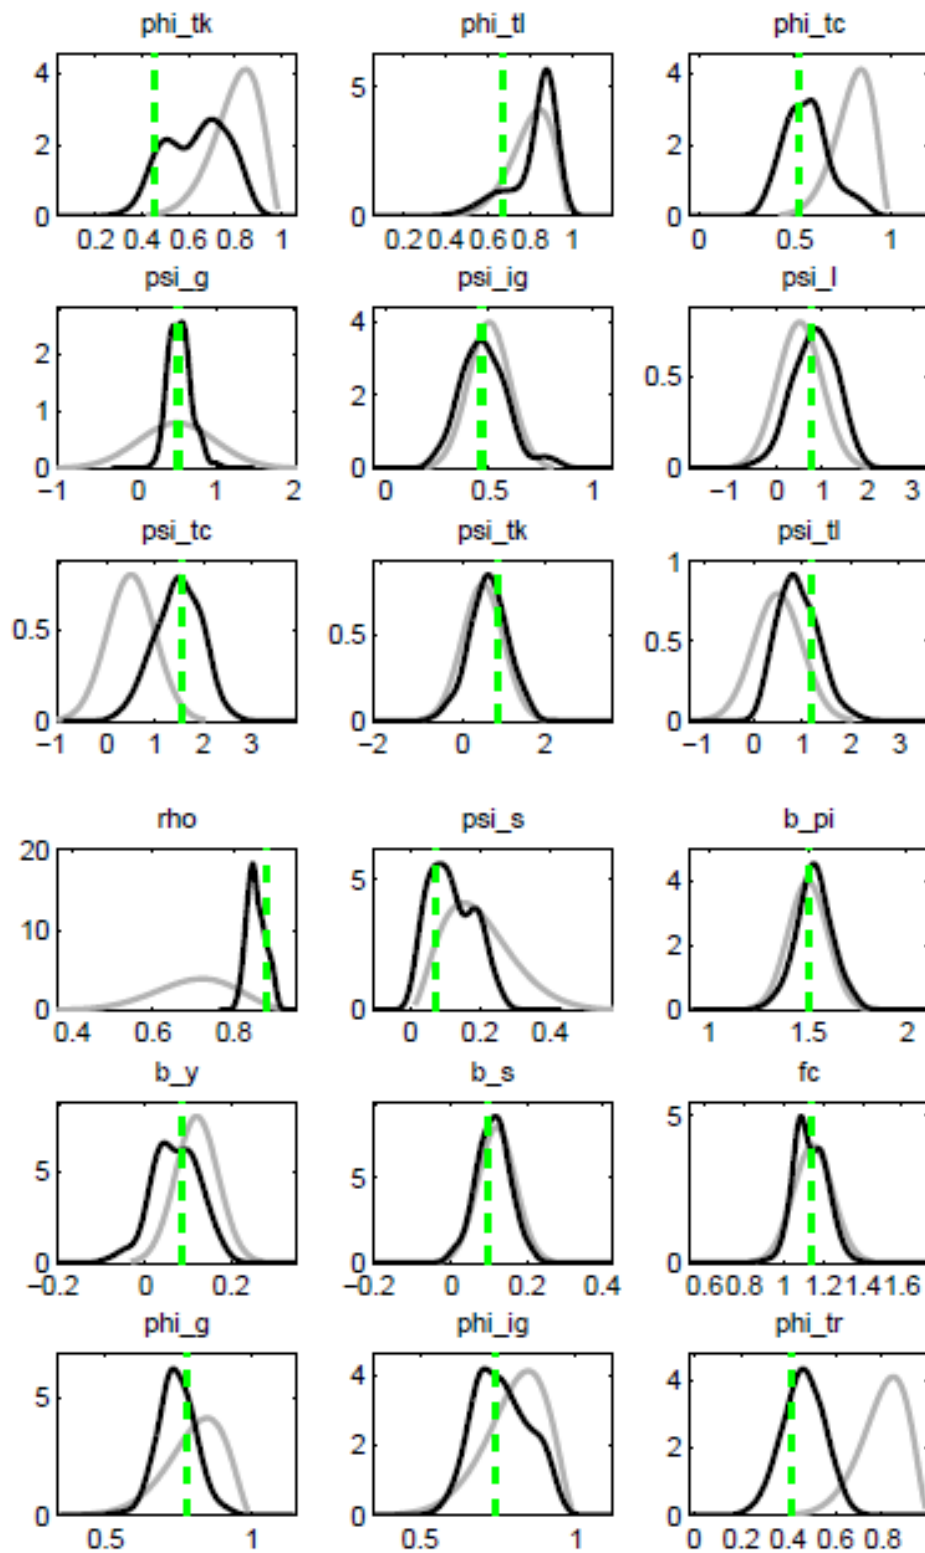 phi_tk phi_tl phi_tc
4 2 0 5 0 4 2 0
0.2 0.4 0.6 0.8 1 0.2 0.4 0.6 0.8 1 0 0.5 1
psi_g psi_ig psi_l
2 1 0 4 2 0 0.5 0
−1 0 1 2 0 0.5 1 −1 0 1 2 3
psi_tc psi_tk psi_tl
0.5 0 0.5 0 1 0.5 0
−1 0 1 2 3 −2 0 2 −1 0 1 2 3
rho psi_s b_pi
20 10 0 5 0 4 2 0
0.4 0.6 0.8 0 0.2 0.4 1 1.5 2
b_y b_s fc
5 0 5 0 5 0
−0.2 0 0.2 −0.2 0 0.2 0.4 0.6 0.8 1 1.2 1.4 1.6
phi_g phi_ig phi_tr
5 0 4 2 0 4 2 0
0.5 1 0.5 1 0 0.2 0.4 0.6 0.8